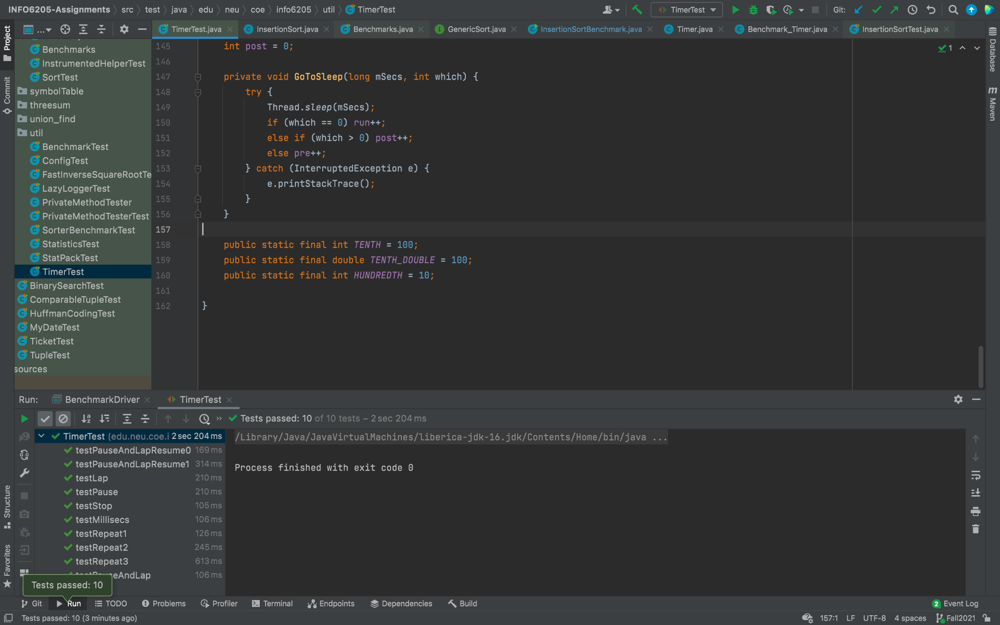 INFO6205-Assignments src test java edu neu coe info6205 util TimerTest
TimerTest Git:
Project
Commit
Structure
Favorites
... TimerTest.java InsertionSort.java Benchmarks.java GenericSort.java InsertionSortBenchmark.java Timer.java Benchmark_Timer.java InsertionSortTest.java
Database
Maven
Benchmarks
InstrumentedHelperTest
SortTest
symbolTable
threesum
union_find
util
BenchmarkTest
ConfigTest
FastInverseSquareRootTe
LazyLoggerTest
PrivateMethodTester
PrivateMethodTesterTest
SorterBenchmarkTest
StatisticsTest
StatPackTest
TimerTest
BinarySearchTest
ComparableTupleTest
HuffmanCodingTest
MyDateTest
TicketTest
TupleTest
sources
1
145 int post = 0;
146
147 private void GoToSleep(long mSecs, int which) {
148 try {
149 Thread.sleep(mSecs);
150 if (which == 0) run++;
151 else if (which > 0) post++;
152 else pre++;
153 } catch (InterruptedException e) {
154 e.printStackTrace();
155 }
156 }
157
158 public static final int TENTH = 100;
159 public static final double TENTH_DOUBLE = 100;
160 public static final int HUNDREDTH = 10;
161
162 }
Run: BenchmarkDriver TimerTest
Tests passed: 10 of 10 tests – 2 sec 204 ms
TimerTest (edu.neu.coe.i 2 sec 204 ms
testPauseAndLapResume0 169 ms
testPauseAndLapResume1 314 ms
testLap 210 ms
testPause 210 ms
testStop 105 ms
testMillisecs 106 ms
testRepeat1 126 ms
testRepeat2 245 ms
testRepeat3 613 ms
AndLap 106 ms
/Library/Java/JavaVirtualMachines/liberica-jdk-16.jdk/Contents/Home/bin/java ...
Process finished with exit code 0
Tests passed: 10
Git Run TODO Problems Profiler Terminal Endpoints Dependencies Build 2 Event Log
Tests passed: 10 (3 minutes ago) 157:1 LF UTF-8 4 spaces Fall2021